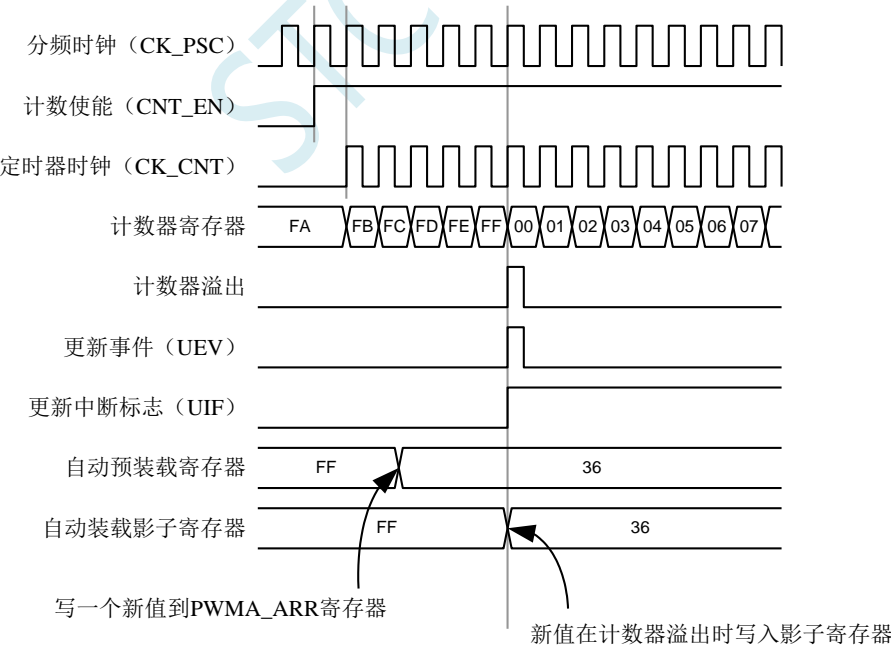 STC
分频时钟（CK_PSC）
计数使能（CNT_EN）
定时器时钟（CK_CNT）
计数器寄存器 FA FB FC FD FE FF 00 01 02 03 04 05 06 07
计数器溢出
更新事件（UEV）
更新中断标志（UIF）
自动预装载寄存器 FF 36
自动装载影子寄存器 FF 36
写一个新值到PWMA_ARR寄存器
新值在计数器溢出时写入影子寄存器